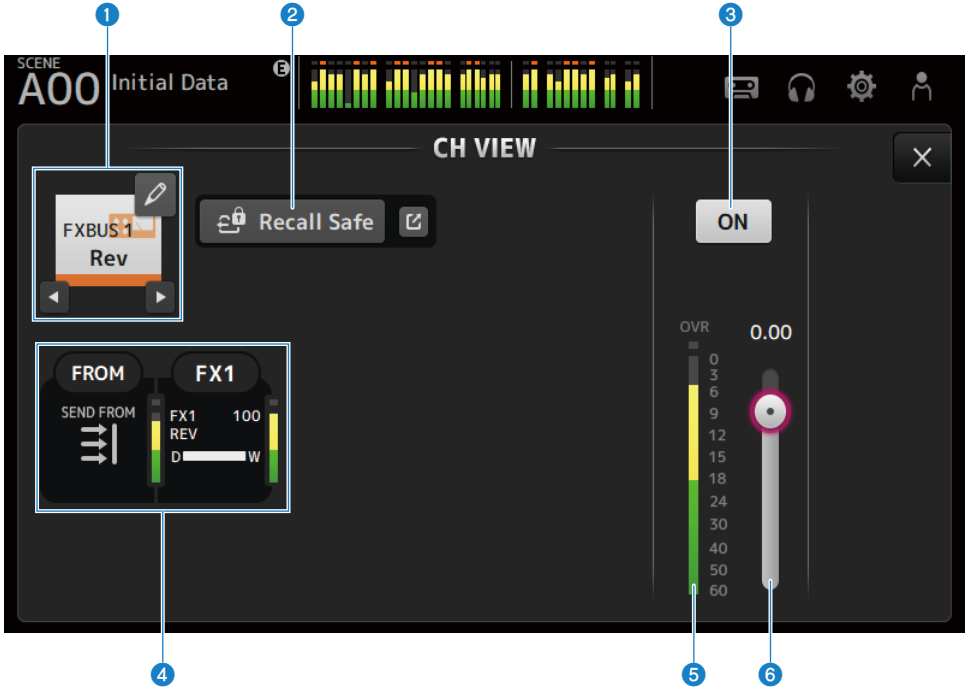 1 2 3
SCENE
A00 Initial Data E
CH VIEW
FXBUS 1
Rev
Recall Safe
ON
OVR 0.00
0
3
6
9
12
15
18
24
30
40
50
60
FROM FX1
SEND FROM
FX1 100
REV
D W
4 5 6